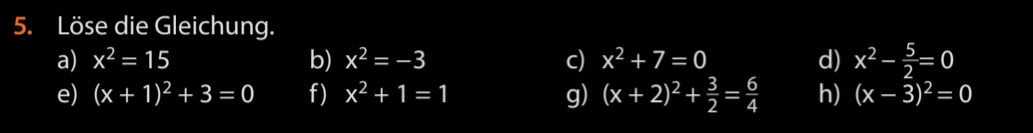 5. Löse die Gleichung.
a) x² = 15 b) x² = −3 c) x² + 7 = 0 d) x² − 5/2 = 0
e) (x + 1)² + 3 = 0 f) x² + 1 = 1 g) (x + 2)² + 3/2 = 6/4 h) (x − 3)² = 0